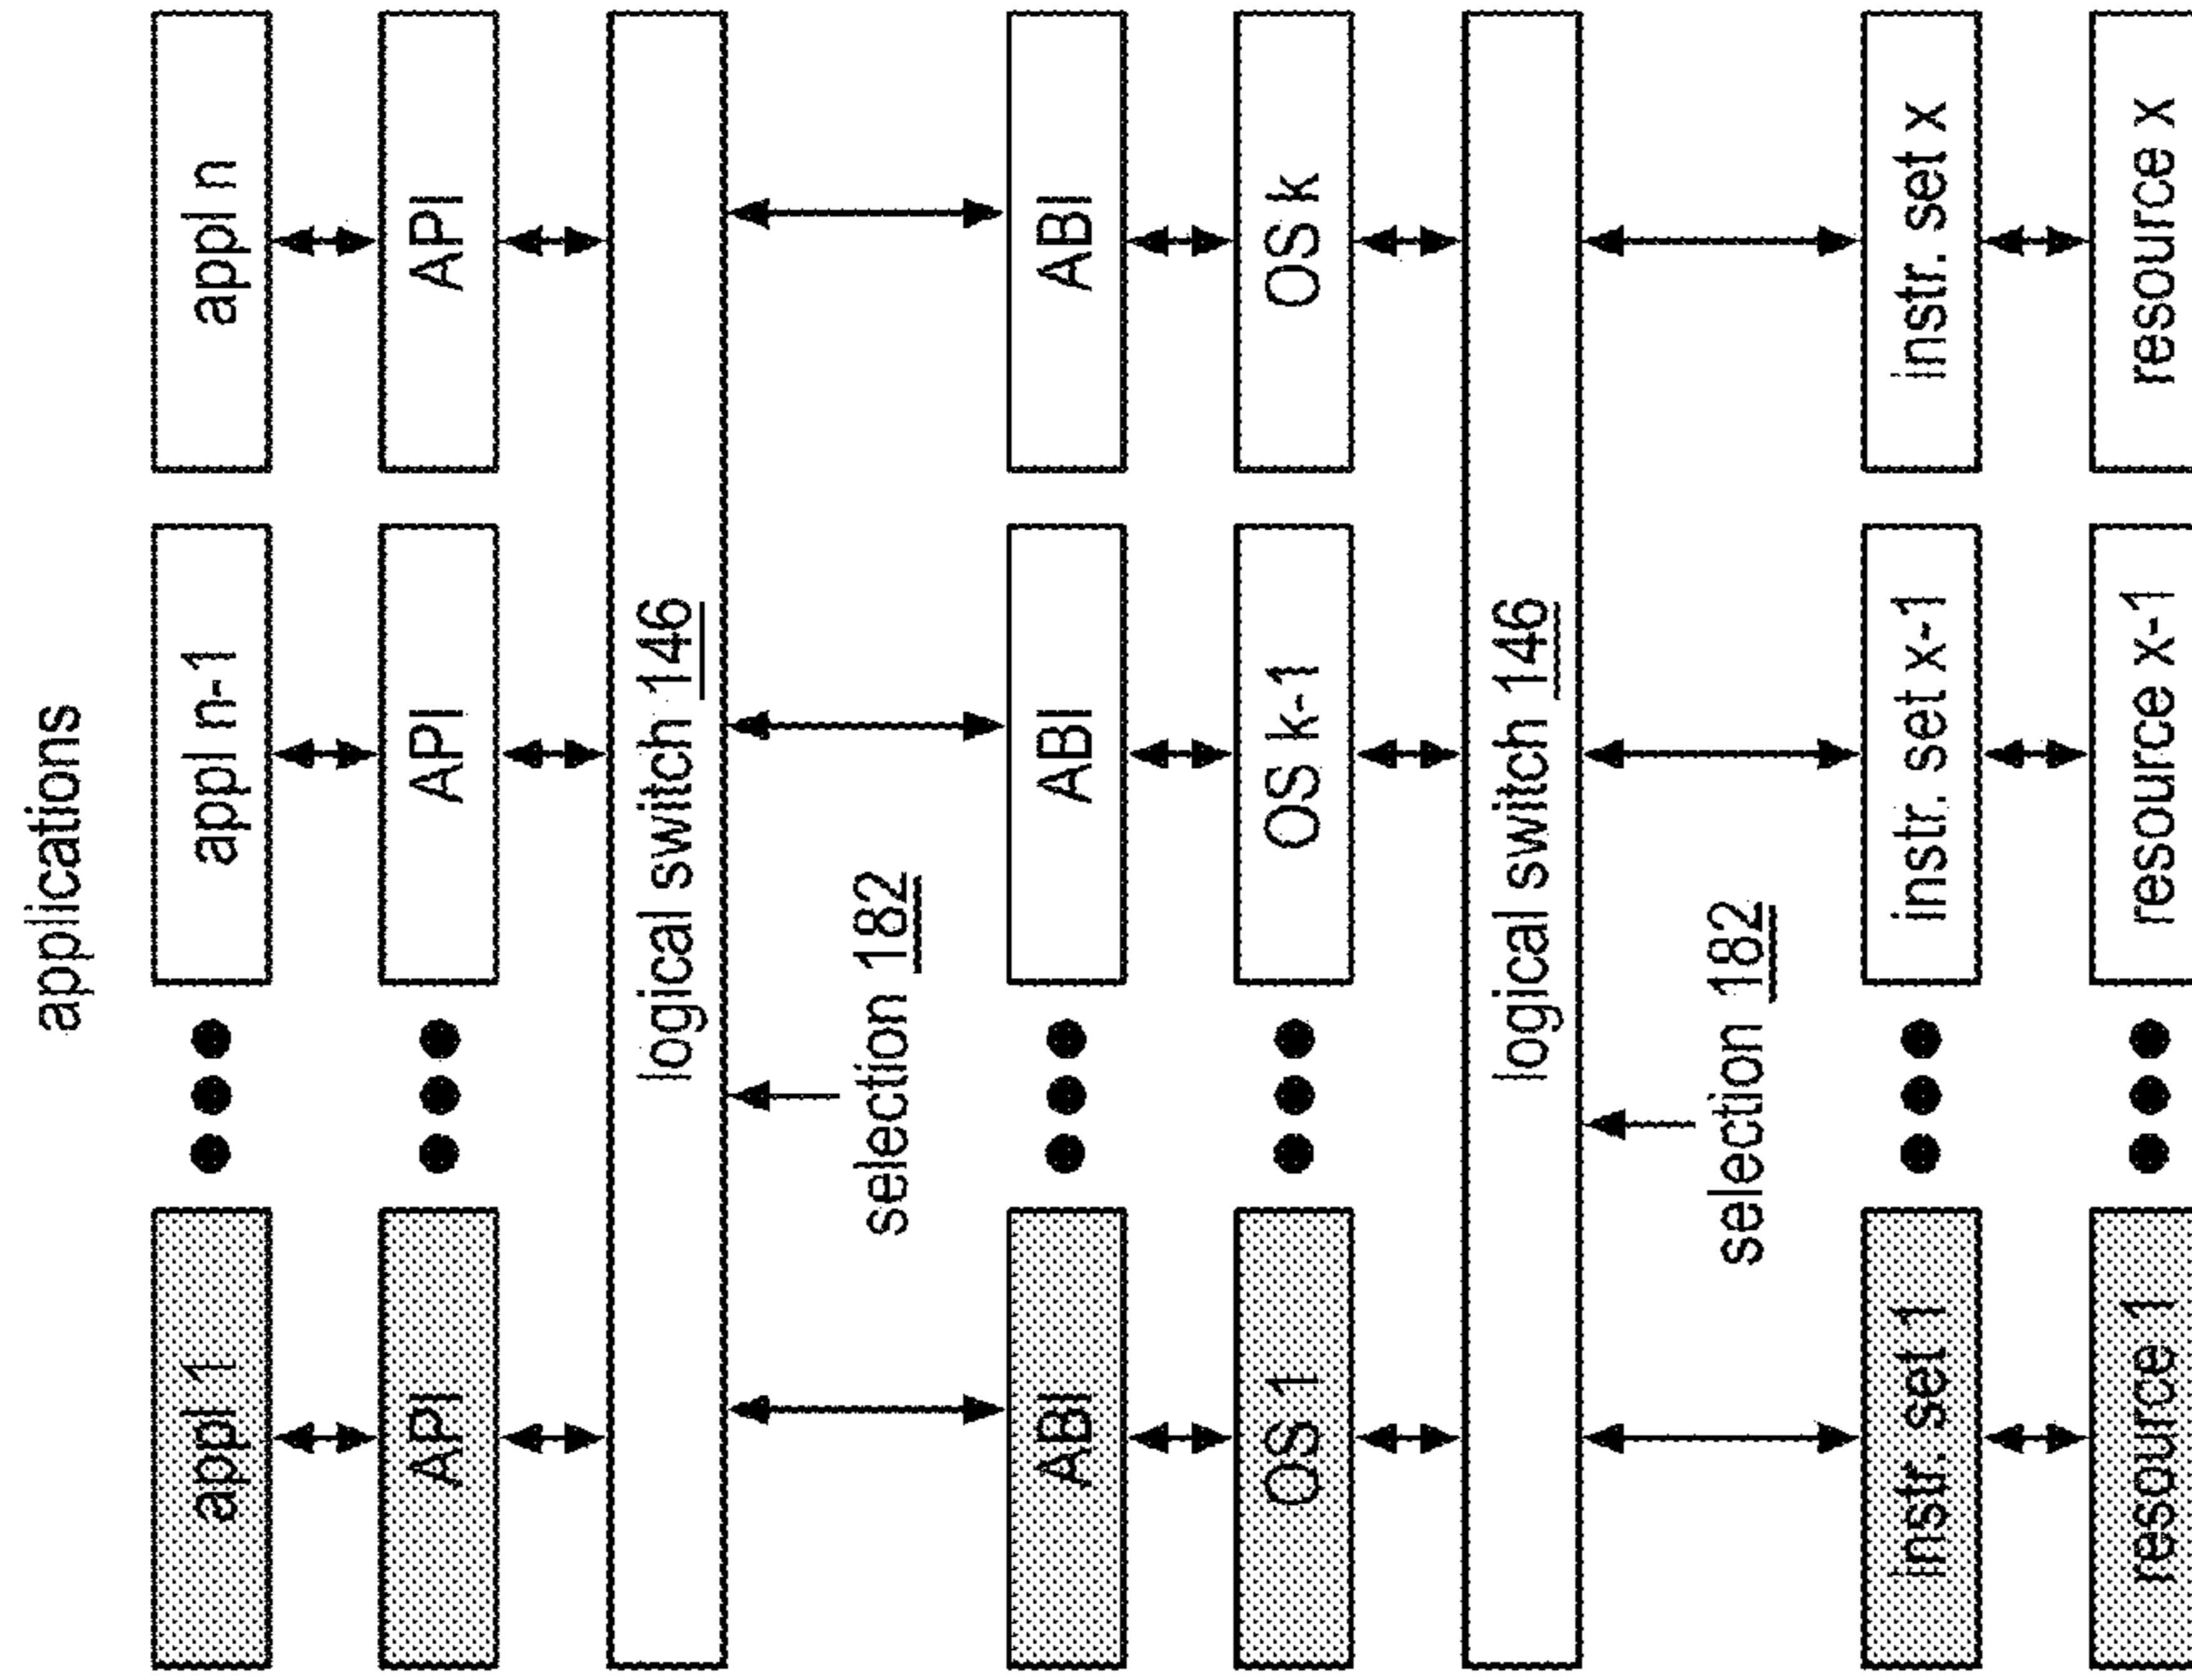 applications
appl 1
appl n-1
appl n
API
API
API
logical switch 146
selection 182
ABI
ABI
ABI
OS 1
OS k-1
OS k
logical switch 146
selection 182
instr. set 1
instr. set x-1
instr. set x
resource 1
resource x-1
resource x